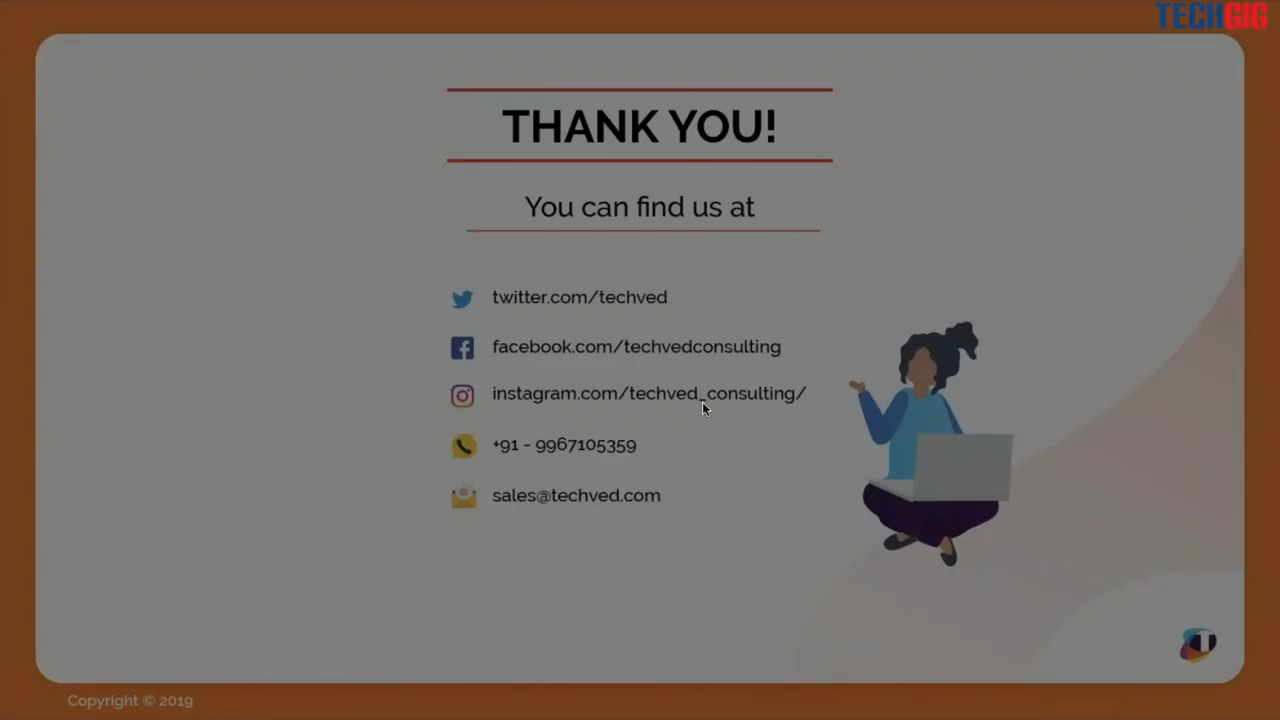 TECHGIG
THANK YOU!
You can find us at
twitter.com/techved
facebook.com/techvedconsulting
instagram.com/techved_consulting/
+91 - 9967105359
sales@techved.com
Copyright © 2019